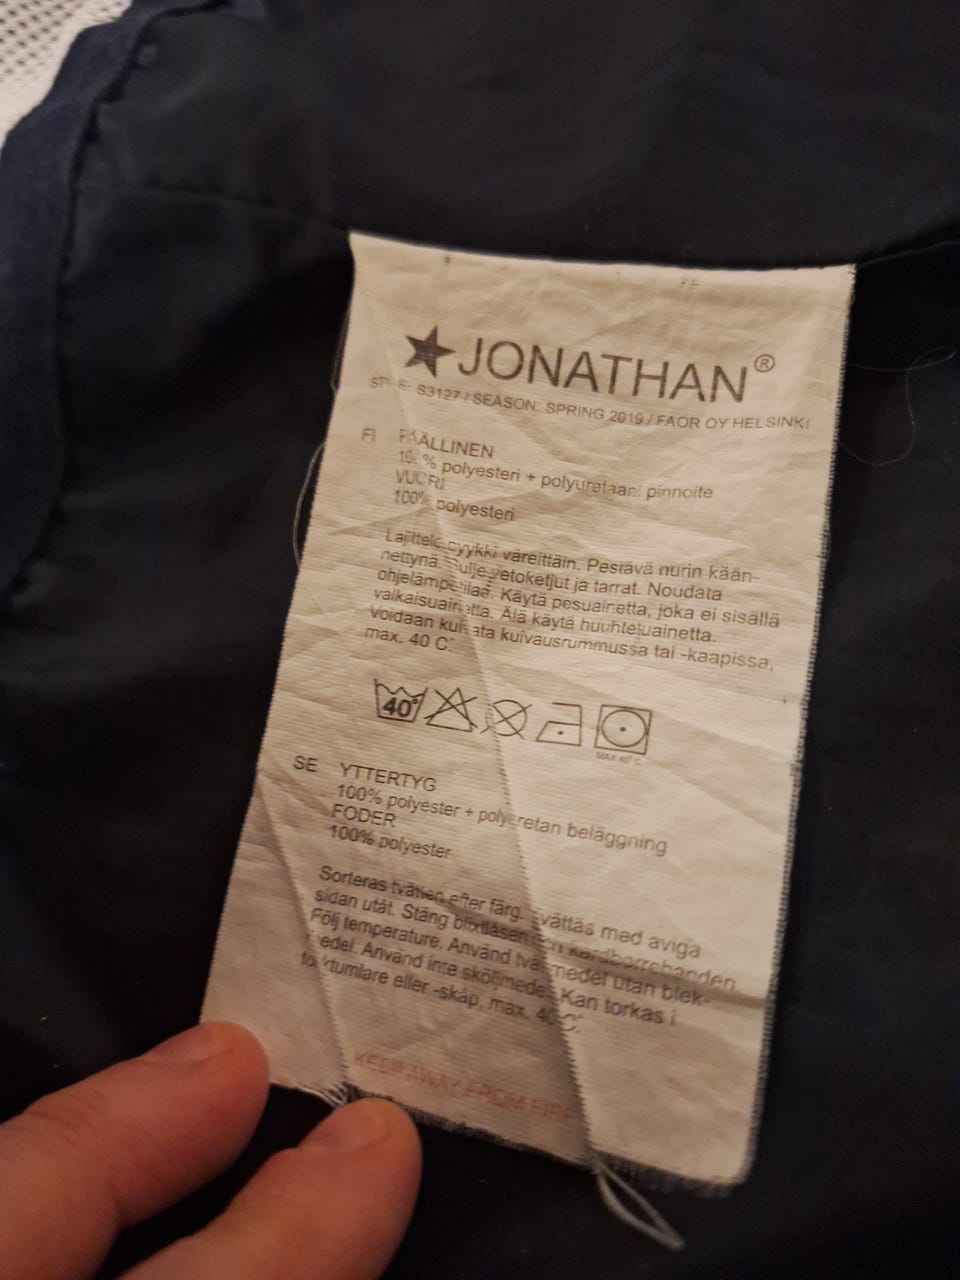 ★JONATHAN®
STYLE: S3127 / SEASON: SPRING 2019 / FAOR OY HELSINKI
FI PÄÄLLINEN
100% polyesteri + polyuretaani pinnoite
VUORI
100% polyesteri
Lajittele pyykki väreittäin. Pestävä nurin kään-
nettynä. Sulje vetoketjut ja tarrat. Noudata
ohjelämpötilaa. Käytä pesuainetta, joka ei sisällä
valkaisuainetta. Älä käytä huuhteluainetta.
Voidaan kuivata kuivausrummussa tai -kaapissa,
max. 40 C°.
40°
MAX 40° C
SE YTTERTYG
100% polyester + polyuretan beläggning
FODER
100% polyester
Sorteras tvätten efter färg. Tvättäs med aviga
sidan utåt. Stäng blixtlåsen och kardborrebanden.
Följ temperature. Använd tvättmedel utan blek-
medel. Använd inte sköljmedel. Kan torkas i
torktumlare eller -skåp, max. 40 C°.
KEEP AWAY FROM FIRE